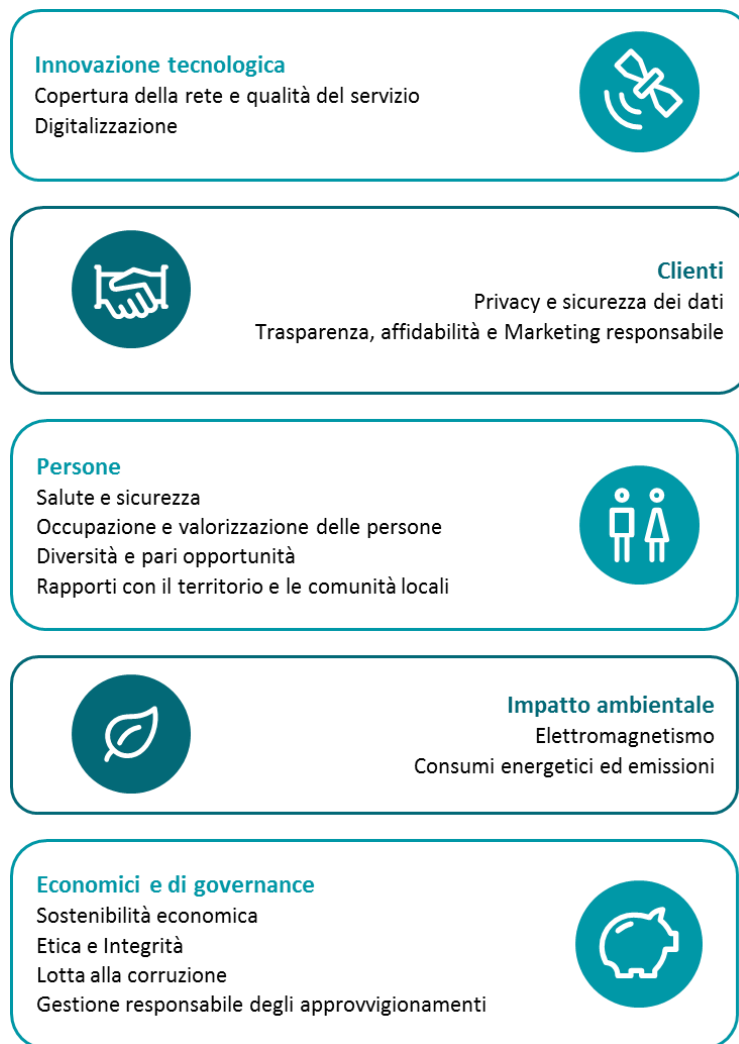 Innovazione tecnologica
Copertura della rete e qualità del servizio
Digitalizzazione
Clienti
Privacy e sicurezza dei dati
Trasparenza, affidabilità e Marketing responsabile
Persone
Salute e sicurezza
Occupazione e valorizzazione delle persone
Diversità e pari opportunità
Rapporti con il territorio e le comunità locali
Impatto ambientale
Elettromagnetismo
Consumi energetici ed emissioni
Economici e di governance
Sostenibilità economica
Etica e Integrità
Lotta alla corruzione
Gestione responsabile degli approvvigionamenti